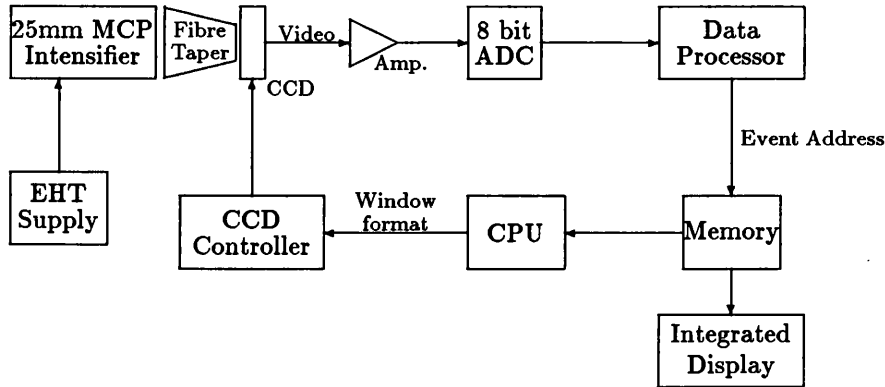 25mm MCP
Intensifier
Fibre
Taper
CCD
Video
Amp.
8 bit
ADC
Data
Processor
Event Address
EHT
Supply
CCD
Controller
Window
format
CPU
Memory
Integrated
Display